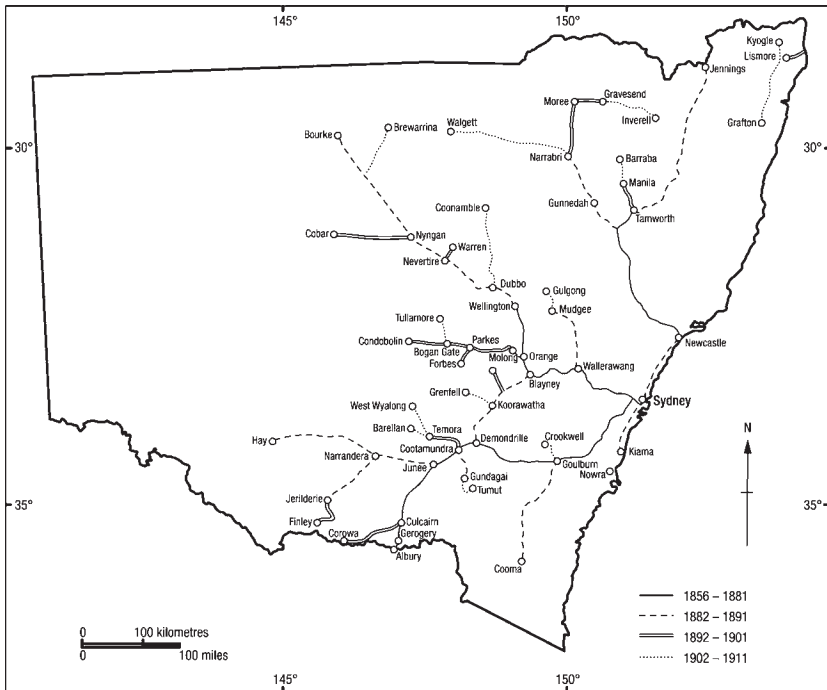 145°
150°
Kyogle
Lismore
Jennings
Grafton
Moree
Gravesend
Inverell
Bourke
Brewarrina
Walgett
30°
30°
Narrabri
Barraba
Manila
Gunnedah
Tamworth
Coonamble
Cobar
Nyngan
Warren
Nevertire
Dubbo
Wellington
Gulgong
Mudgee
Tullamore
Newcastle
Condobolin
Parkes
Bogan Gate
Molong
Orange
Forbes
Wallerawang
Blayney
Grenfell
Koorawatha
Sydney
West Wyalong
Barellan
Temora
Crookwell
N
Hay
Cootamundra
Demondrille
Kiama
Narrandera
Junee
Goulburn
Nowra
Gundagai
Tumut
Jerilderie
35°
35°
Finley
Culcairn
Corowa
Gerogery
Albury
Cooma
1856 – 1881
1882 – 1891
1892 – 1901
1902 – 1911
0 100 kilometres
0 100 miles
145°
150°